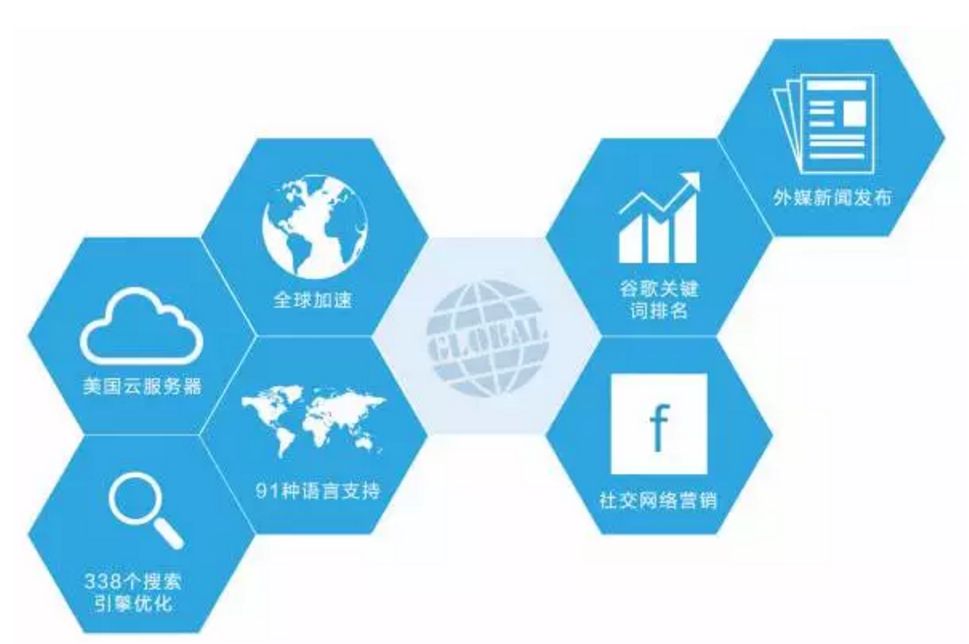 外媒新闻发布
全球加速
谷歌关键
词排名
GLOBAL
美国云服务器
91种语言支持
f
社交网络营销
338个搜索
引擎优化